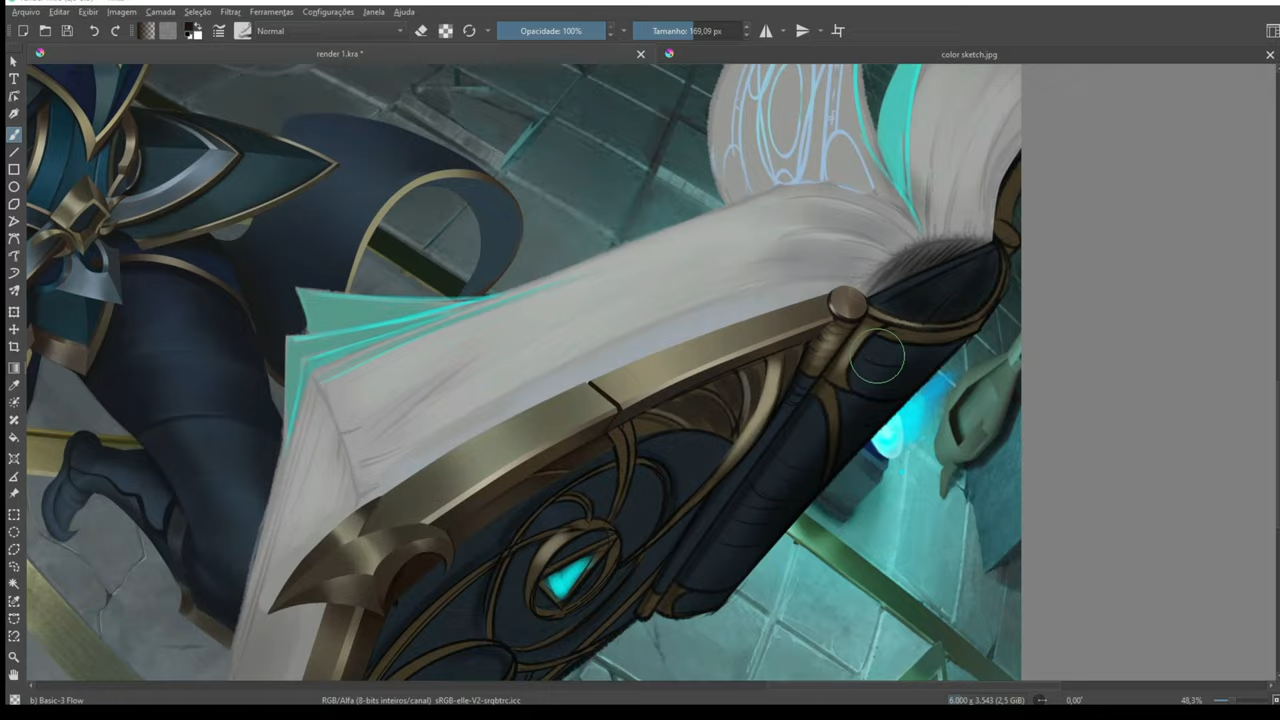 Arquivo Editar Exibir Imagem Camada Seleção Filtrar Ferramentas Configurações Janela Ajuda
Normal Opacidade: 100% Tamanho: 169,09 px
render 1.kra * color sketch.jpg
b) Basic-3 Flow RGB/Alfa (8-bits inteiros/canal) sRGB-elle-V2-srgbtrc.icc 6.000 x 3.543 (2,5 GiB) 0,00° 48,3%